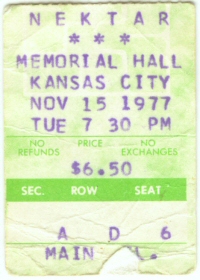 NEKTAR
***
MEMORIAL HALL
KANSAS CITY
NOV 15 1977
TUE 7 30 PM
NO REFUNDS PRICE NO EXCHANGES
$6.50
SEC. ROW SEAT
A D 6
MAIN